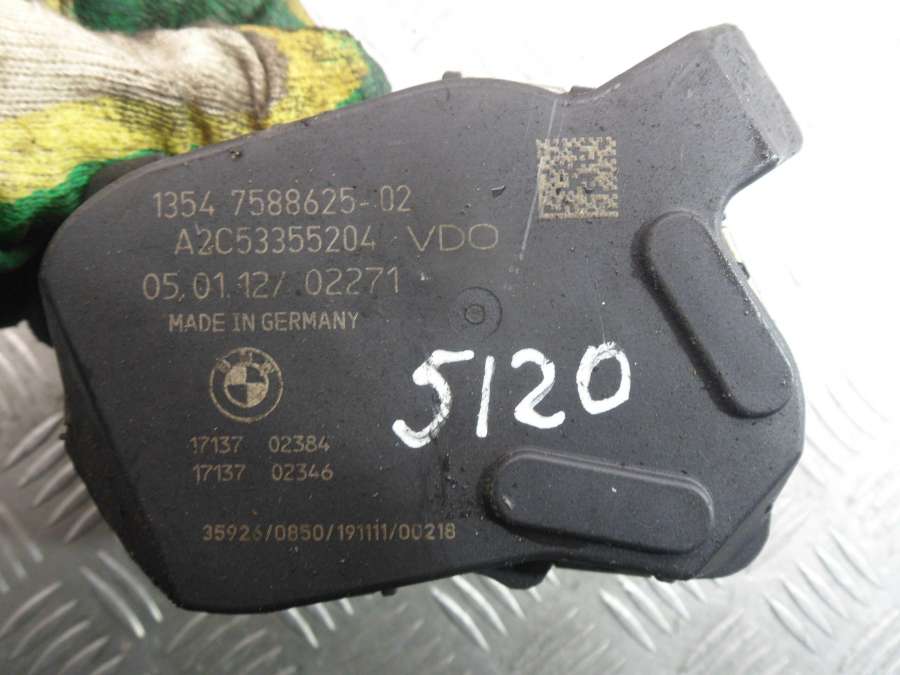 1354 7588625-02
A2C53355204 VDO
05.01.12/ 02271
MADE IN GERMANY
BMW
5120
17137 02384
17137 02346
35926/0850/191111/00218